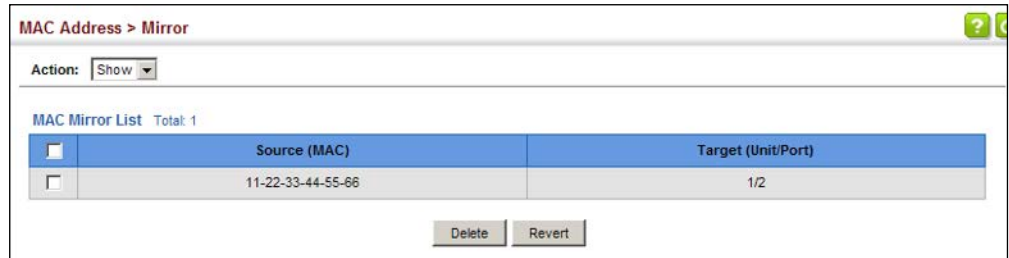 MAC Address > Mirror
?
Action: Show
MAC Mirror List Total: 1
Source (MAC) Target (Unit/Port)
11-22-33-44-55-66 1/2
Delete Revert